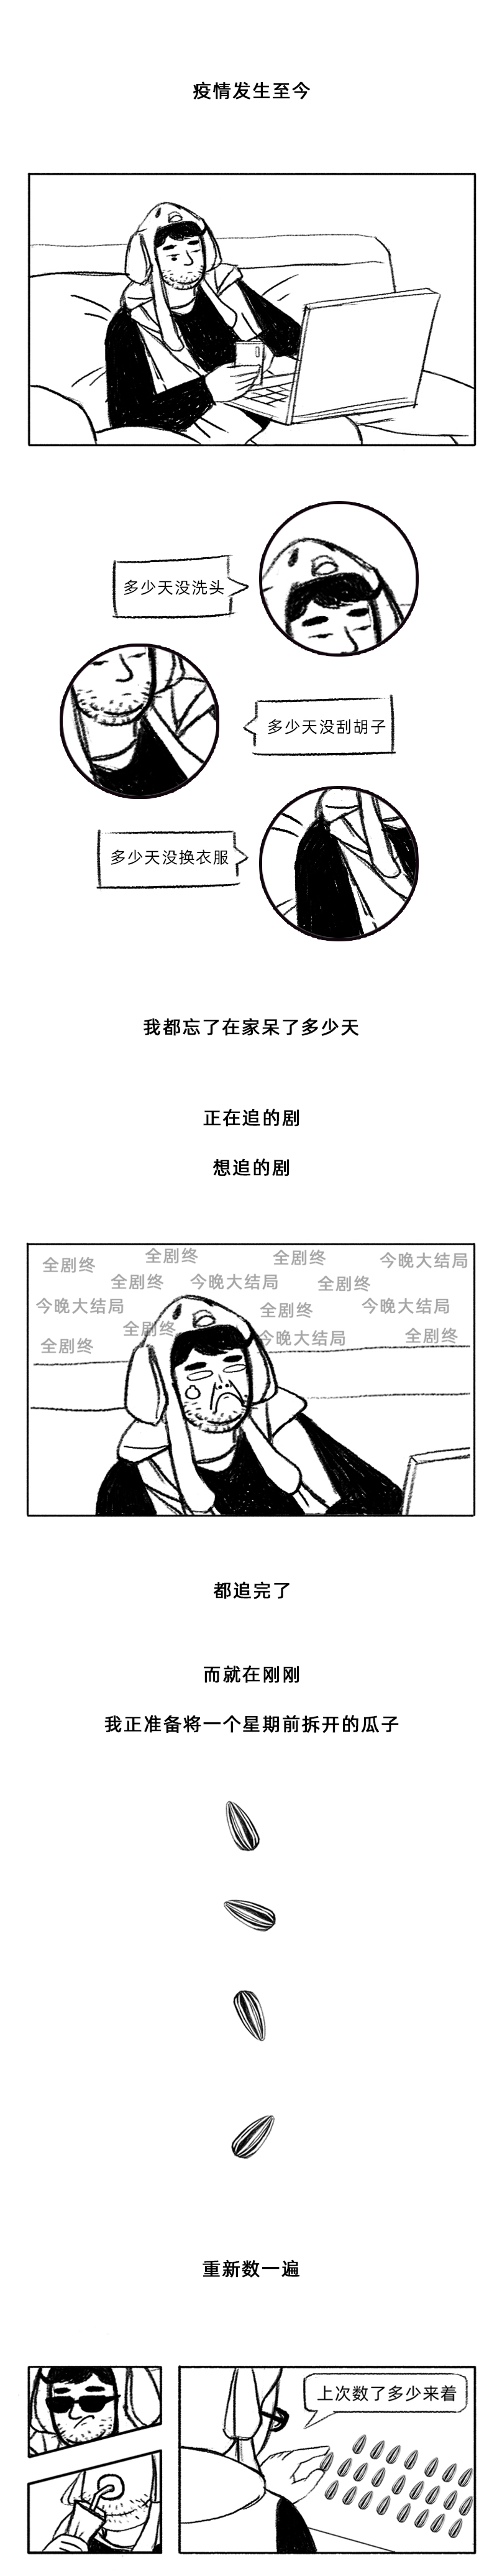 疫情发生至今
多少天没洗头
多少天没刮胡子
多少天没换衣服
我都忘了在家呆了多少天
正在追的剧
想追的剧
全剧终
全剧终
全剧终
今晚大结局
全剧终
今晚大结局
全剧终
今晚大结局
全剧终
今晚大结局
全剧终
全剧终
今晚大结局
全剧终
都追完了
而就在刚刚
我正准备将一个星期前拆开的瓜子
重新数一遍
上次数了多少来着